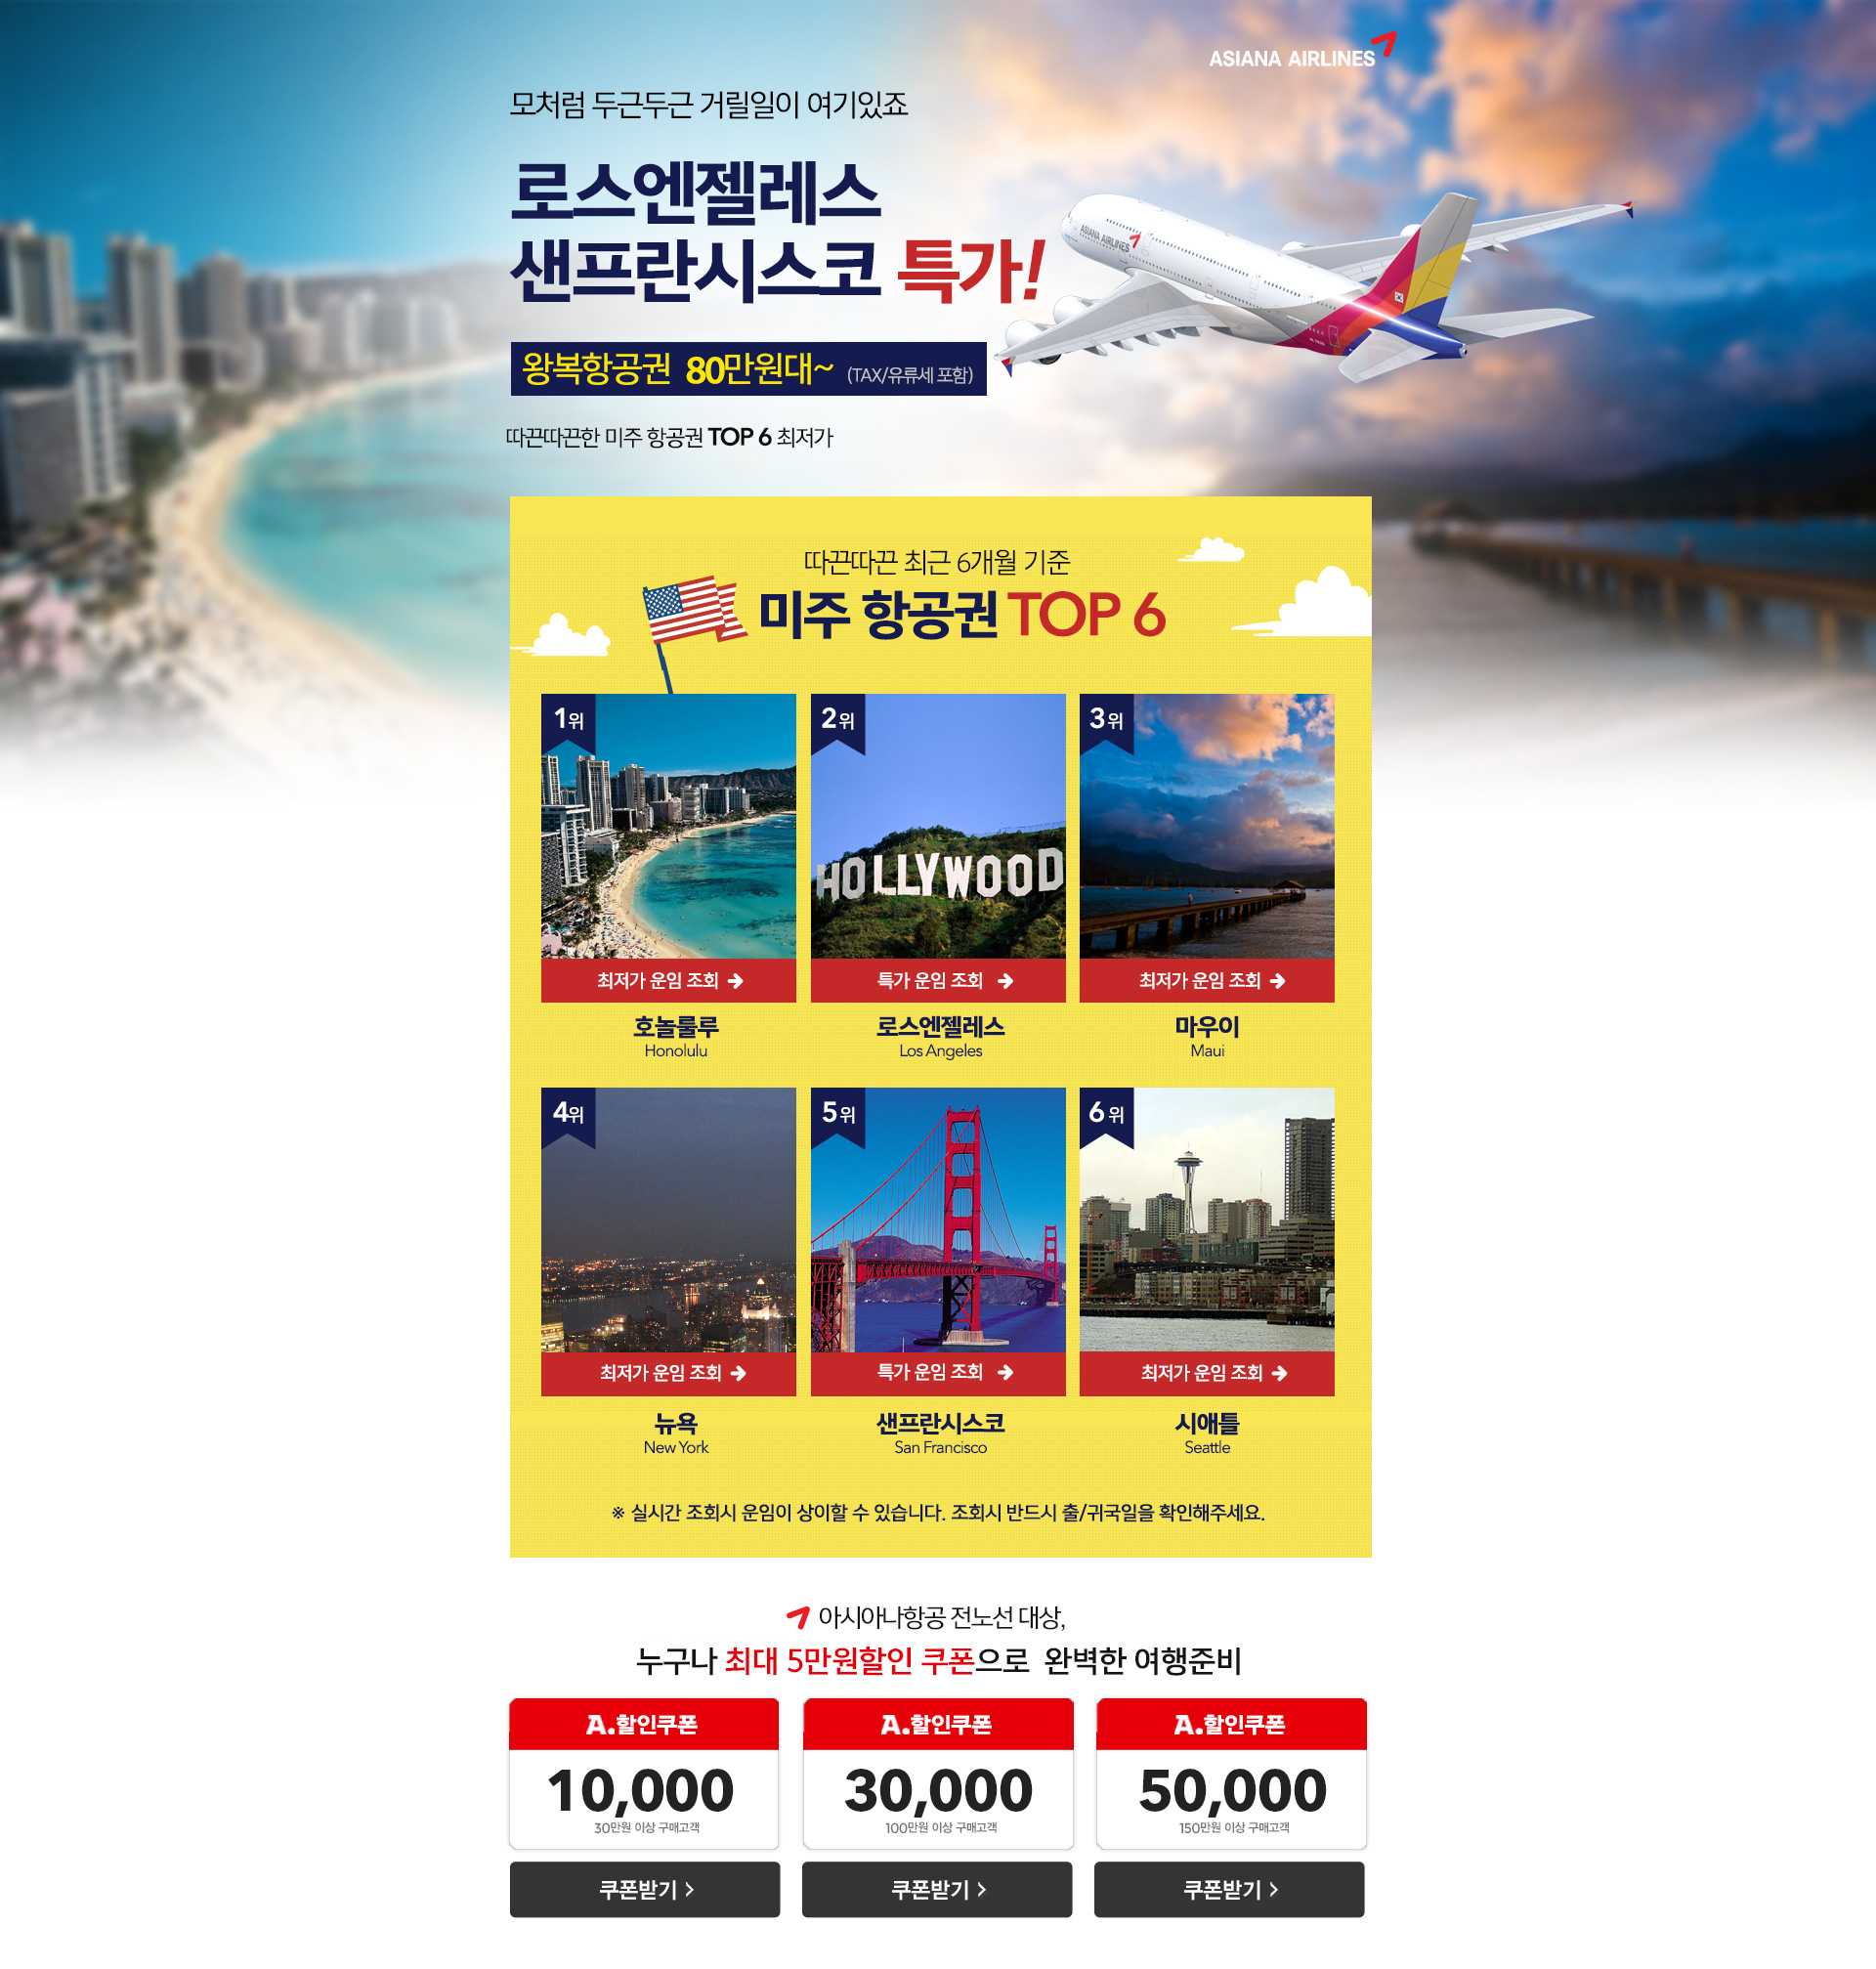 ASIANA AIRLINES
모처럼 두근두근 거릴일이 여기있죠
로스엔젤레스
샌프란시스코 특가!
ASIANA AIRLINES
왕복항공권 80만원대~ (TAX/유류세 포함)
따끈따끈한 미주 항공권 TOP 6 최저가
따끈따끈 최근 6개월 기준
미주 항공권 TOP 6
1위
2위
3위
HOLLYWOOD
최저가 운임 조회
특가 운임 조회
최저가 운임 조회
호놀룰루
Honolulu
로스엔젤레스
Los Angeles
마우이
Maui
4위
5위
6위
최저가 운임 조회
특가 운임 조회
최저가 운임 조회
뉴욕
New York
샌프란시스코
San Francisco
시애틀
Seattle
※ 실시간 조회시 운임이 상이할 수 있습니다. 조회시 반드시 출/귀국일을 확인해주세요.
아시아나항공 전노선 대상,
누구나 최대 5만원할인 쿠폰으로 완벽한 여행준비
A.할인쿠폰
10,000
30만원 이상 구매고객
쿠폰받기 >
A.할인쿠폰
30,000
100만원 이상 구매고객
쿠폰받기 >
A.할인쿠폰
50,000
150만원 이상 구매고객
쿠폰받기 >